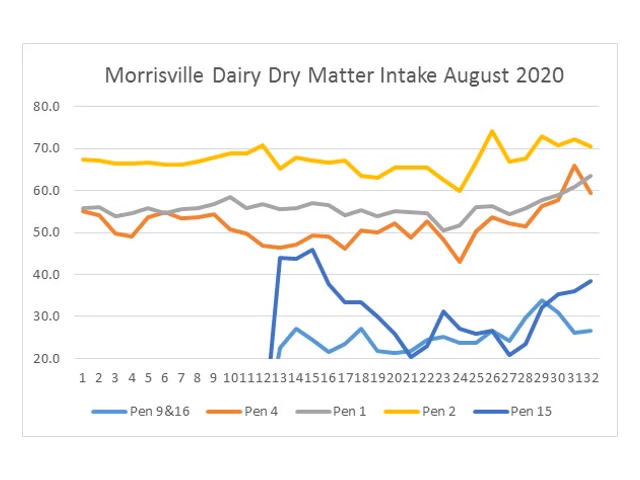 Morrisville Dairy Dry Matter Intake August 2020
80.0
70.0
60.0
50.0
40.0
30.0
20.0
1 2 3 4 5 6 7 8 9 10 11 12 13 14 15 16 17 18 19 20 21 22 23 24 25 26 27 28 29 30 31 32
Pen 9&16 Pen 4 Pen 1 Pen 2 Pen 15